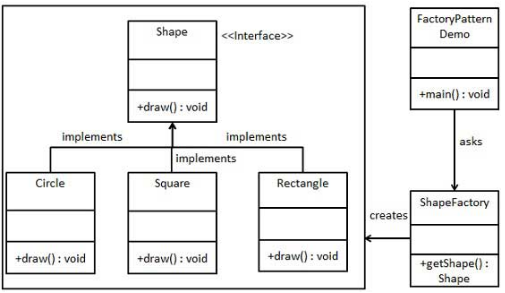 Shape
<<Interface>>
+draw() : void
FactoryPattern
Demo
+main() : void
implements
implements
implements
asks
Circle
+draw() : void
Square
+draw() : void
Rectangle
+draw() : void
creates
ShapeFactory
+getShape() :
Shape